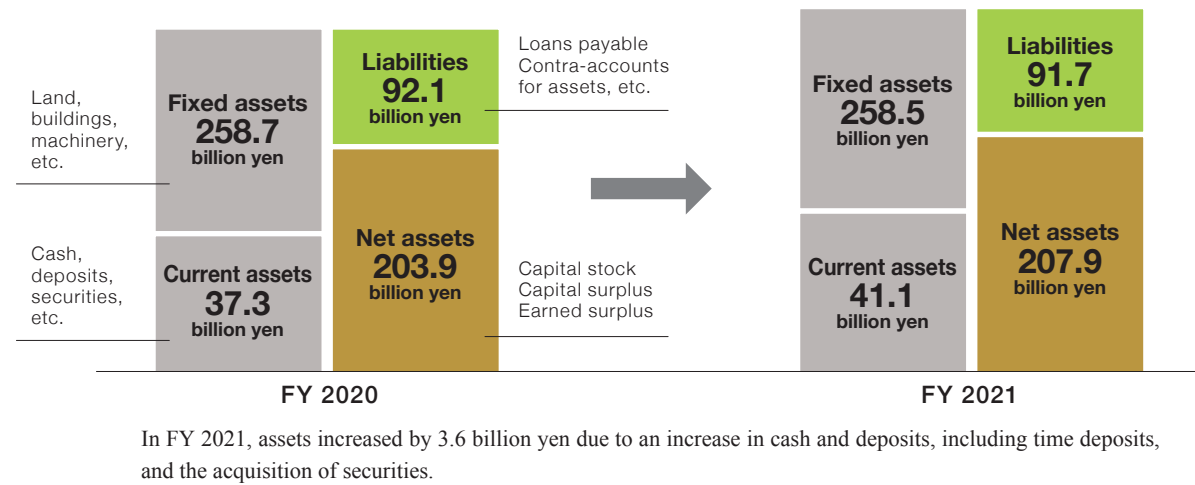 Land,
buildings,
machinery,
etc.
Cash,
deposits,
securities,
etc.
Fixed assets
258.7
billion yen
Current assets
37.3
billion yen
Liabilities
92.1
billion yen
Net assets
203.9
billion yen
Loans payable
Contra-accounts
for assets, etc.
Capital stock
Capital surplus
Earned surplus
FY 2020
Fixed assets
258.5
billion yen
Current assets
41.1
billion yen
Liabilities
91.7
billion yen
Net assets
207.9
billion yen
FY 2021
In FY 2021, assets increased by 3.6 billion yen due to an increase in cash and deposits, including time deposits,
and the acquisition of securities.